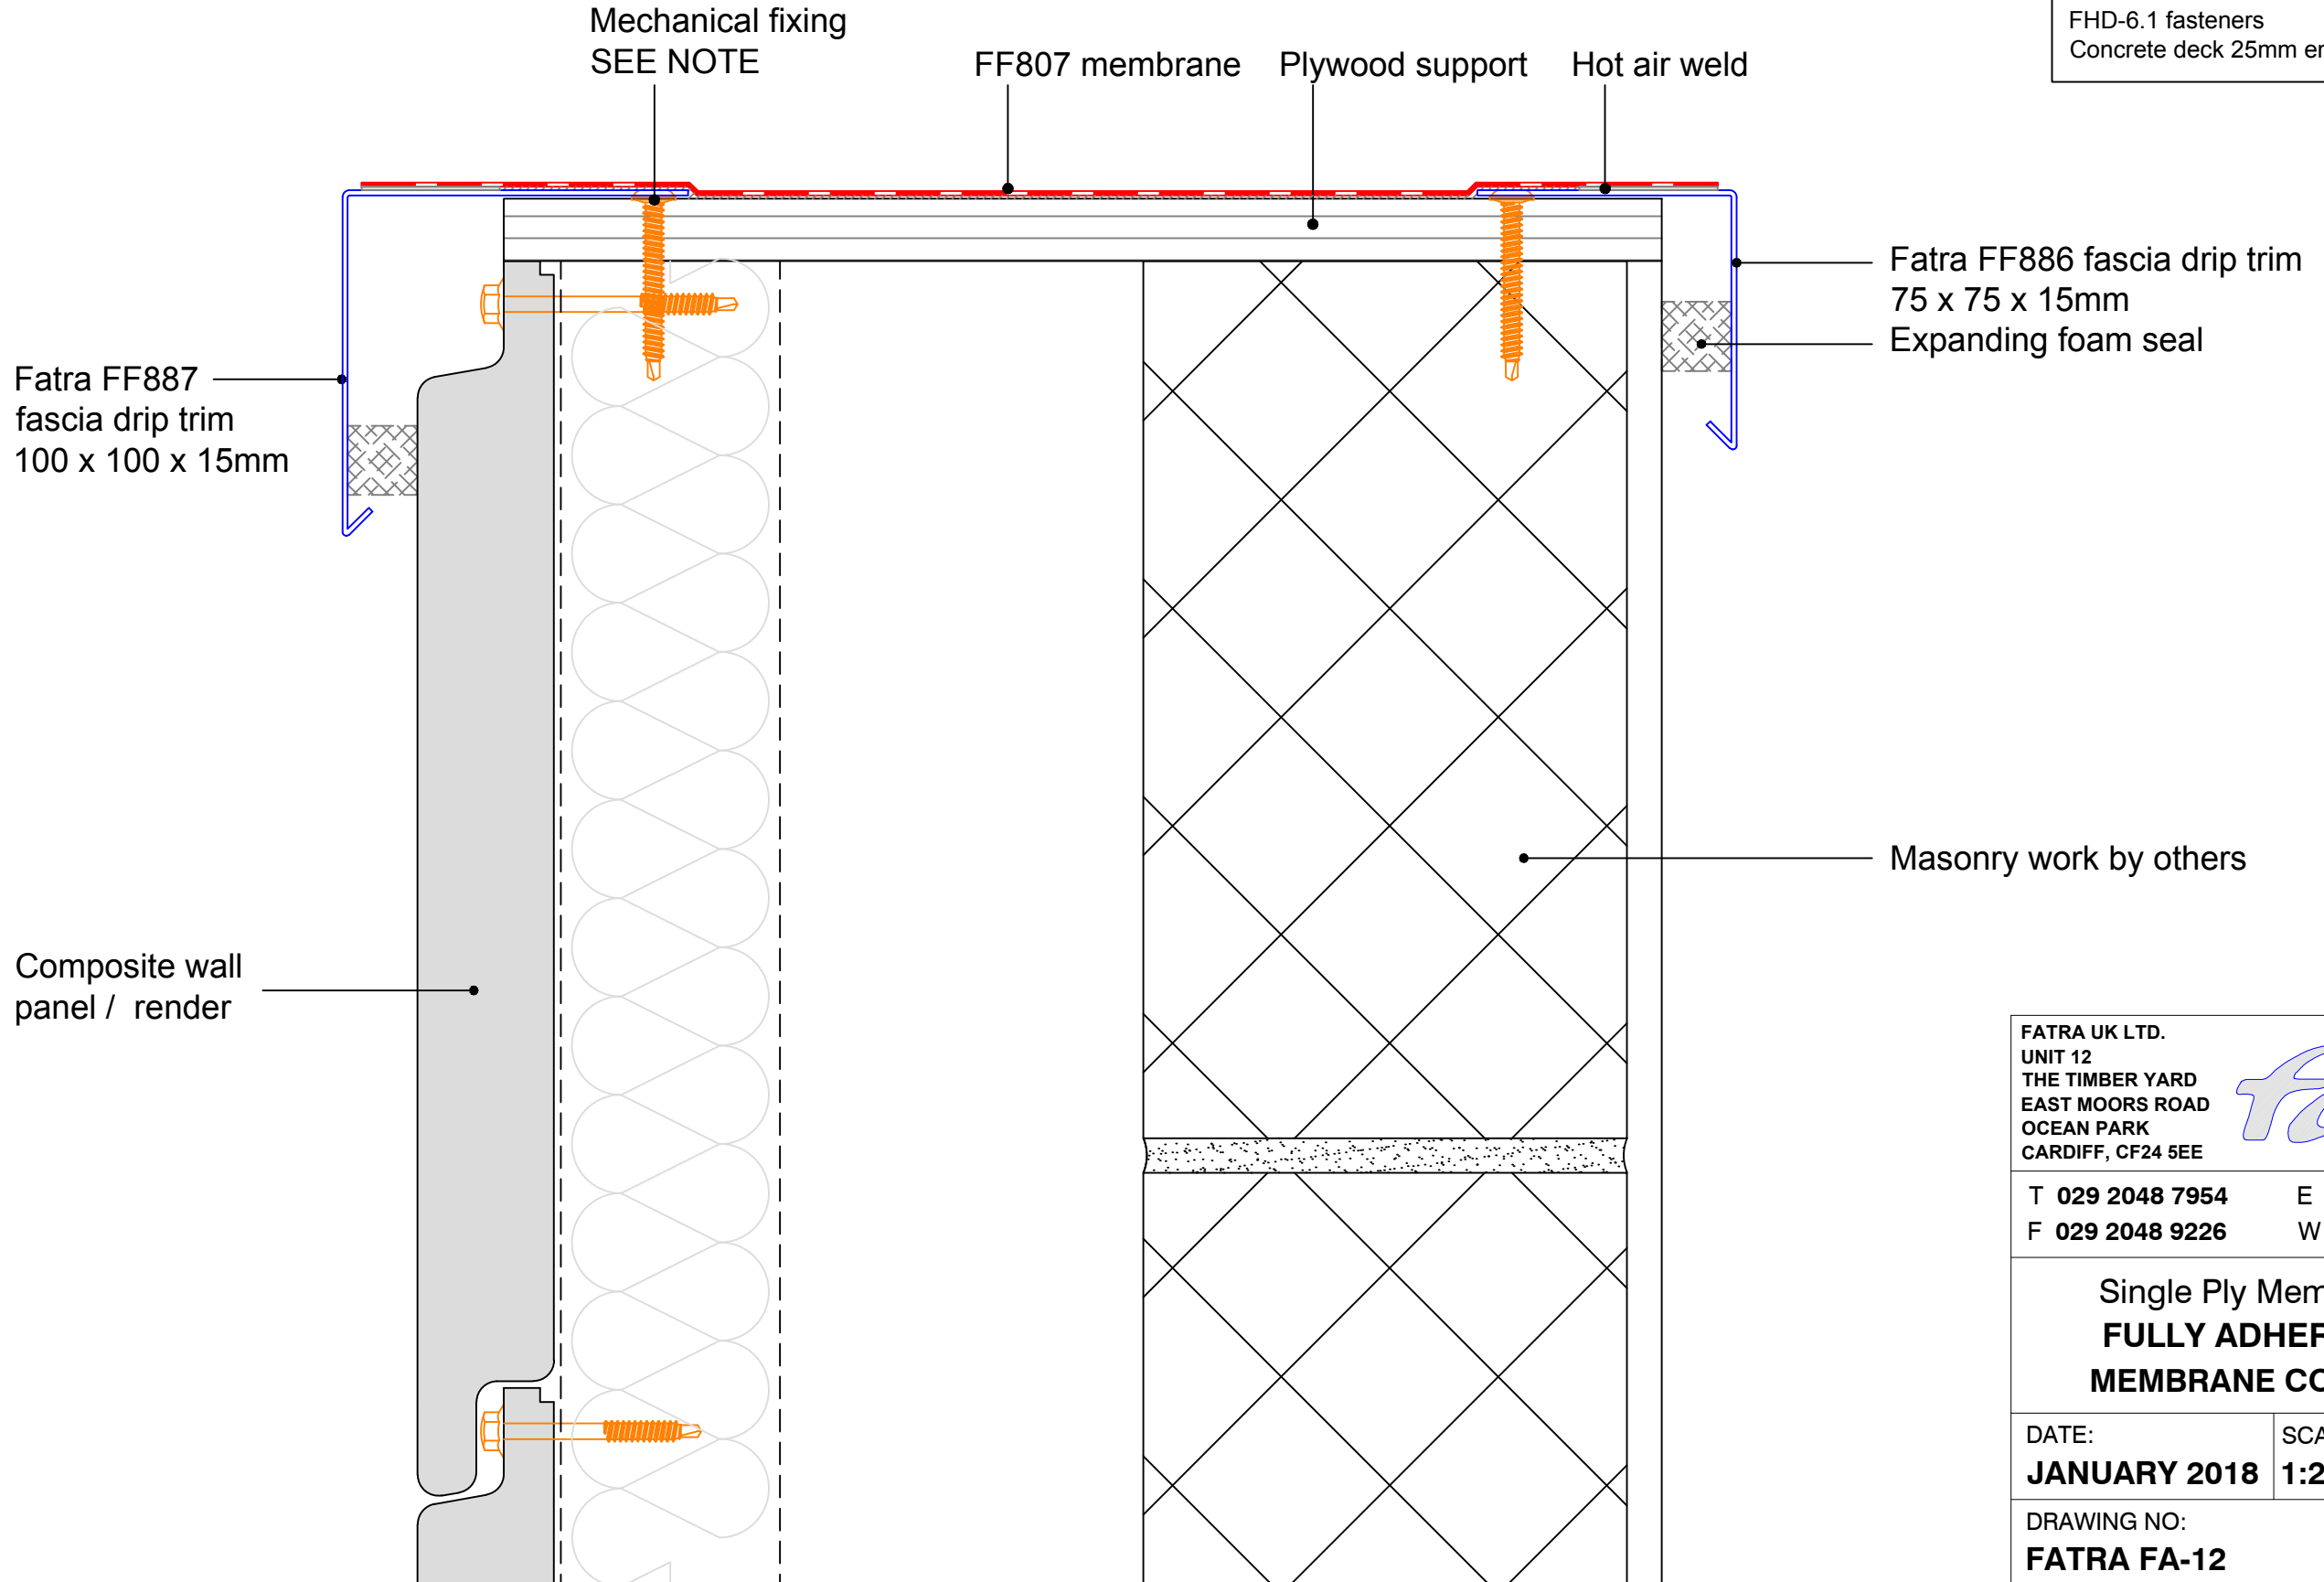 Mechanical fixing
SEE NOTE
FF807 membrane
Plywood support
Hot air weld
FHD-6.1 fasteners
Concrete deck 25mm
Fatra FF886 fascia drip trim
75 x 75 x 15mm
Expanding foam seal
Fatra FF887
fascia drip trim
100 x 100 x 15mm
Masonry work by others
Composite wall
panel / render
FATRA UK LTD.
UNIT 12
THE TIMBER YARD
EAST MOORS ROAD
OCEAN PARK
CARDIFF, CF24 5EE
T 029 2048 7954 E
F 029 2048 9226 W
Single Ply
FULLY
MEMBRANE
DATE:
JANUARY 2018
DRAWING NO:
FATRA FA-12